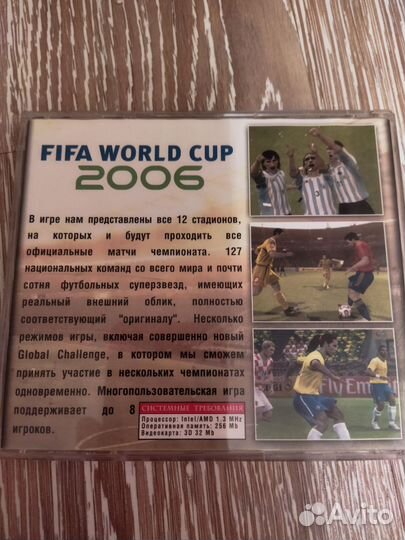 FIFA WORLD CUP
2006
В игре нам представлены все 12 стадионов,
на которых и будут проходить все
официальные матчи чемпионата. 127
национальных команд со всего мира и почти
сотня футбольных суперзвезд, имеющих
реальный внешний облик, полностью
соответствующий "оригиналу". Несколько
режимов игры, включая совершенно новый
Global Challenge, в котором мы сможем
принять участие в нескольких чемпионатах
одновременно. Многопользовательская игра
поддерживает до 8
игроков.
СИСТЕМНЫЕ ТРЕБОВАНИЯ
Процессор: Intel/AMD 1.3 MHz
Оперативная память: 256 Mb
Видеокарта: 3D 32 Mb
Fly Emirates
Avito